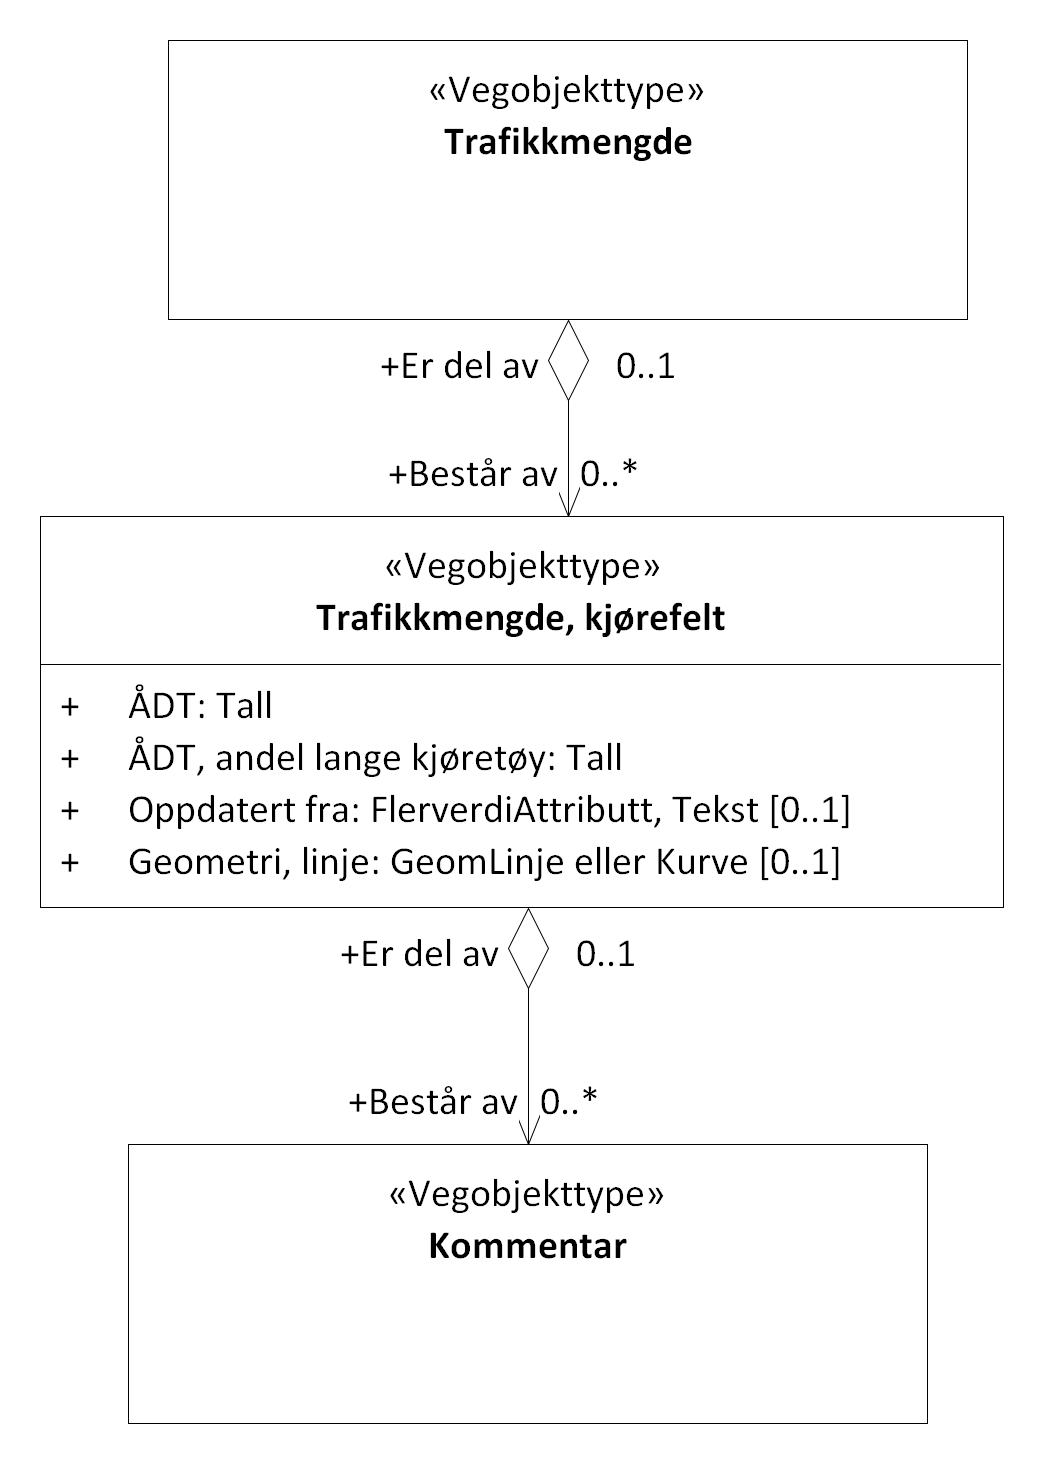 «Vegobjekttype»
Trafikkmengde
+Er del av 0..1
+Består av 0..*
«Vegobjekttype»
Trafikkmengde, kjørefelt
+ ÅDT: Tall
+ ÅDT, andel lange kjøretøy: Tall
+ Oppdatert fra: FlerverdiAttributt, Tekst [0..1]
+ Geometri, linje: GeomLinje eller Kurve [0..1]
+Er del av 0..1
+Består av 0..*
«Vegobjekttype»
Kommentar